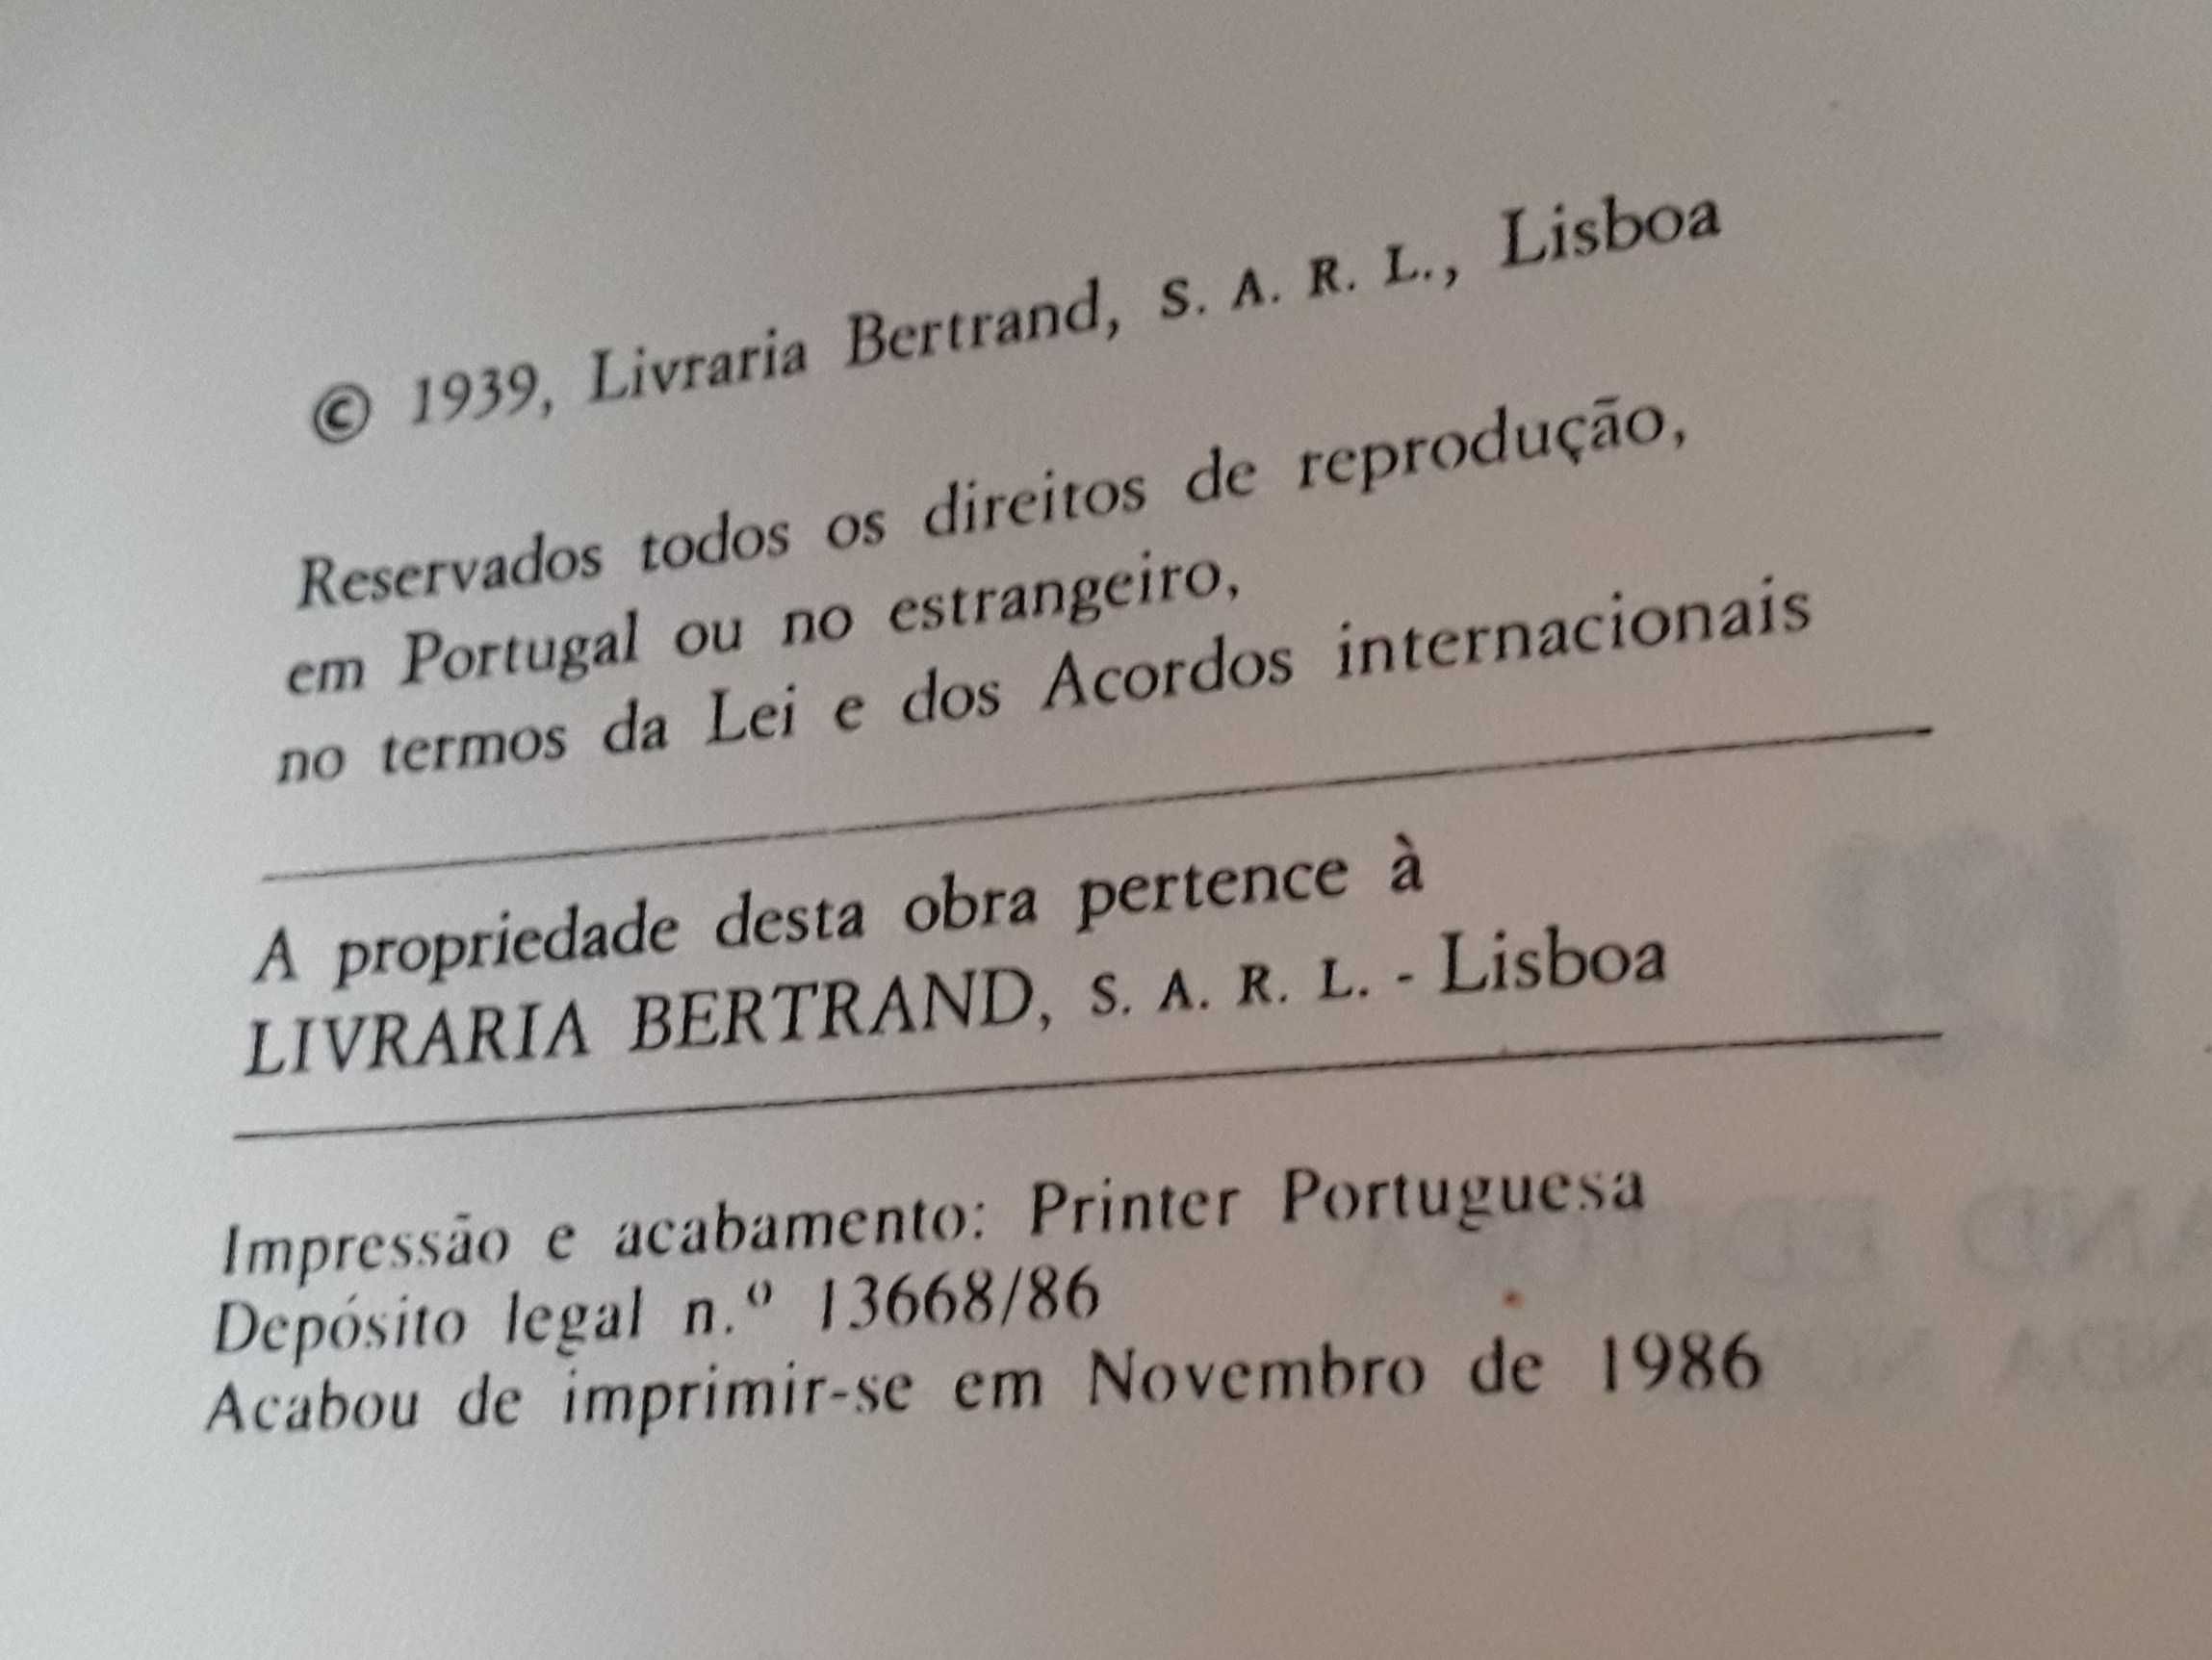 © 1939, Livraria Bertrand, S. A. R. L., Lisboa
Reservados todos os direitos de reprodução,
em Portugal ou no estrangeiro,
no termos da Lei e dos Acordos internacionais
A propriedade desta obra pertence à
LIVRARIA BERTRAND, S. A. R. L. - Lisboa
Impressão e acabamento: Printer Portuguesa
Depósito legal n.º 13668/86
Acabou de imprimir-se em Novembro de 1986